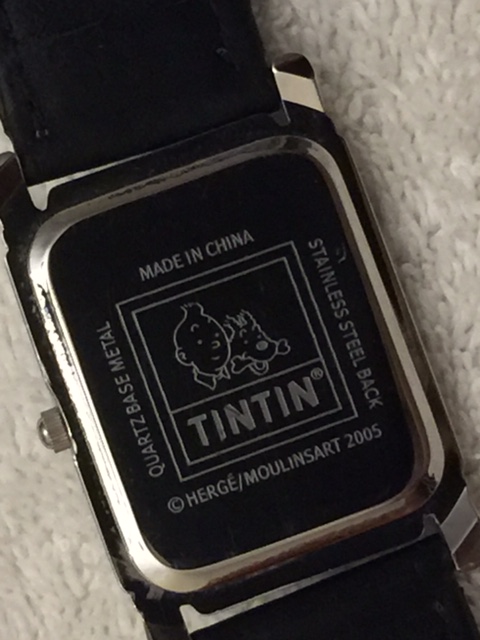 MADE IN CHINA
STAINLESS STEEL BACK
QUARTZ BASE METAL
TINTIN®
© HERGÉ/MOULINSART 2005